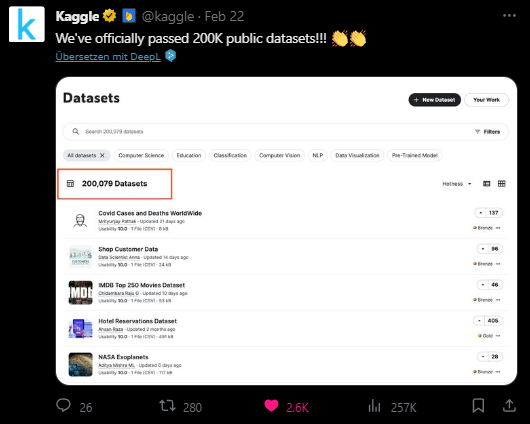 Kaggle @kaggle · Feb 22
We've officially passed 200K public datasets!!! 👏👏
Übersetzen mit DeepL
Datasets
+ New Dataset
Your Work
Search 200,079 datasets
Filters
All datasets X
Computer Science
Education
Classification
Computer Vision
NLP
Data Visualization
Pre-Trained Model
200,079 Datasets
Hotness
Covid Cases and Deaths WorldWide
Mrityunjay Pathak · Updated 21 days ago
Usability 10.0 · 1 File (CSV) · 8 kB
137
Bronze
Shop Customer Data
Data Scientist Anna · Updated 14 days ago
Usability 10.0 · 1 File (CSV) · 24 kB
96
Bronze
IMDB Top 250 Movies Dataset
Chidambara Raju G · Updated 10 days ago
Usability 10.0 · 1 File (CSV) · 53 kB
46
Bronze
Hotel Reservations Dataset
Ahsan Raza · Updated 2 months ago
Usability 10.0 · 1 File (CSV) · 491 kB
405
Gold
NASA Exoplanets
Aditya Mishra ML · Updated 6 days ago
Usability 10.0 · 1 File (CSV) · 117 kB
28
Bronze
26
280
2.6K
257K